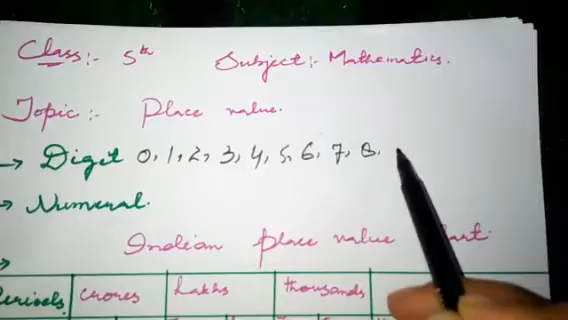 Class:- 5th Subject:- Mathematics.
Topic:- Place value.
→ Digit 0, 1, 2, 3, 4, 5, 6, 7, 8,
→ Numeral.
Indian place value
→
crores Lakhs thousands